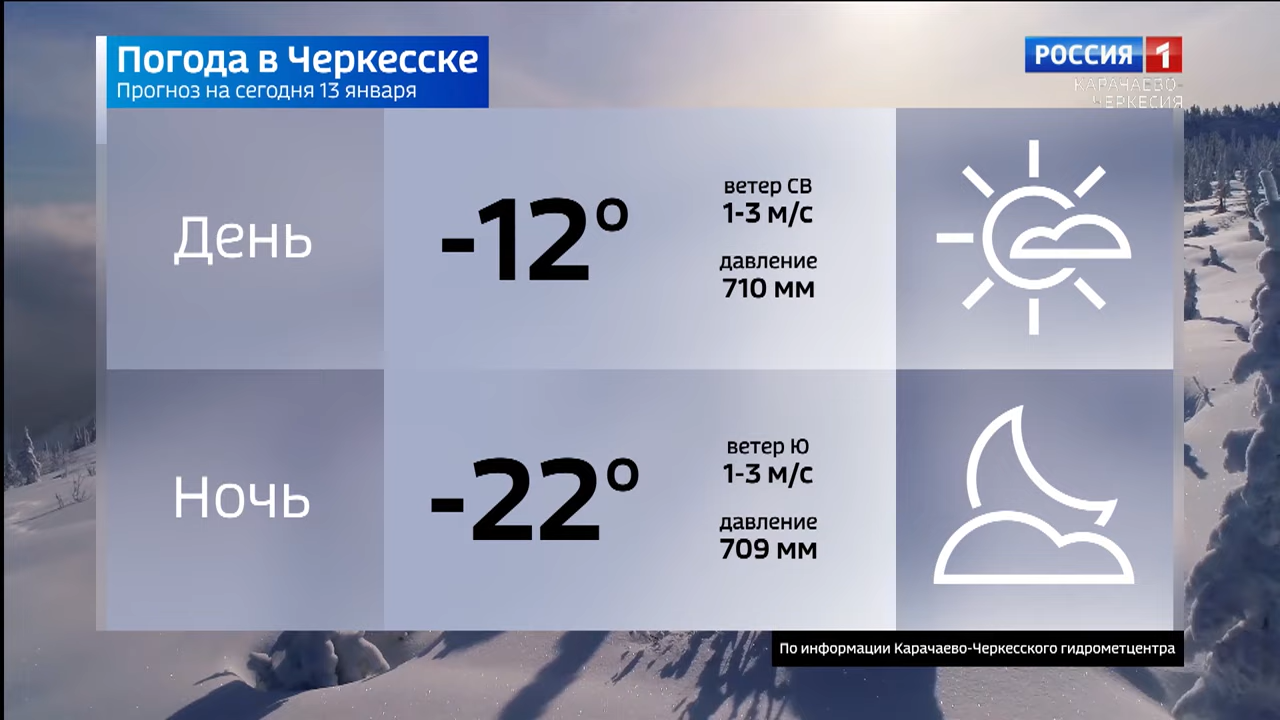 Погода в Черкесске
Прогноз на сегодня 13 января
РОССИЯ 1
КАРАЧАЕВО-
ЧЕРКЕСИЯ
День
-12°
ветер СВ
1-3 м/с
давление
710 мм
Ночь
-22°
ветер Ю
1-3 м/с
давление
709 мм
По информации Карачаево-Черкесского гидрометцентра